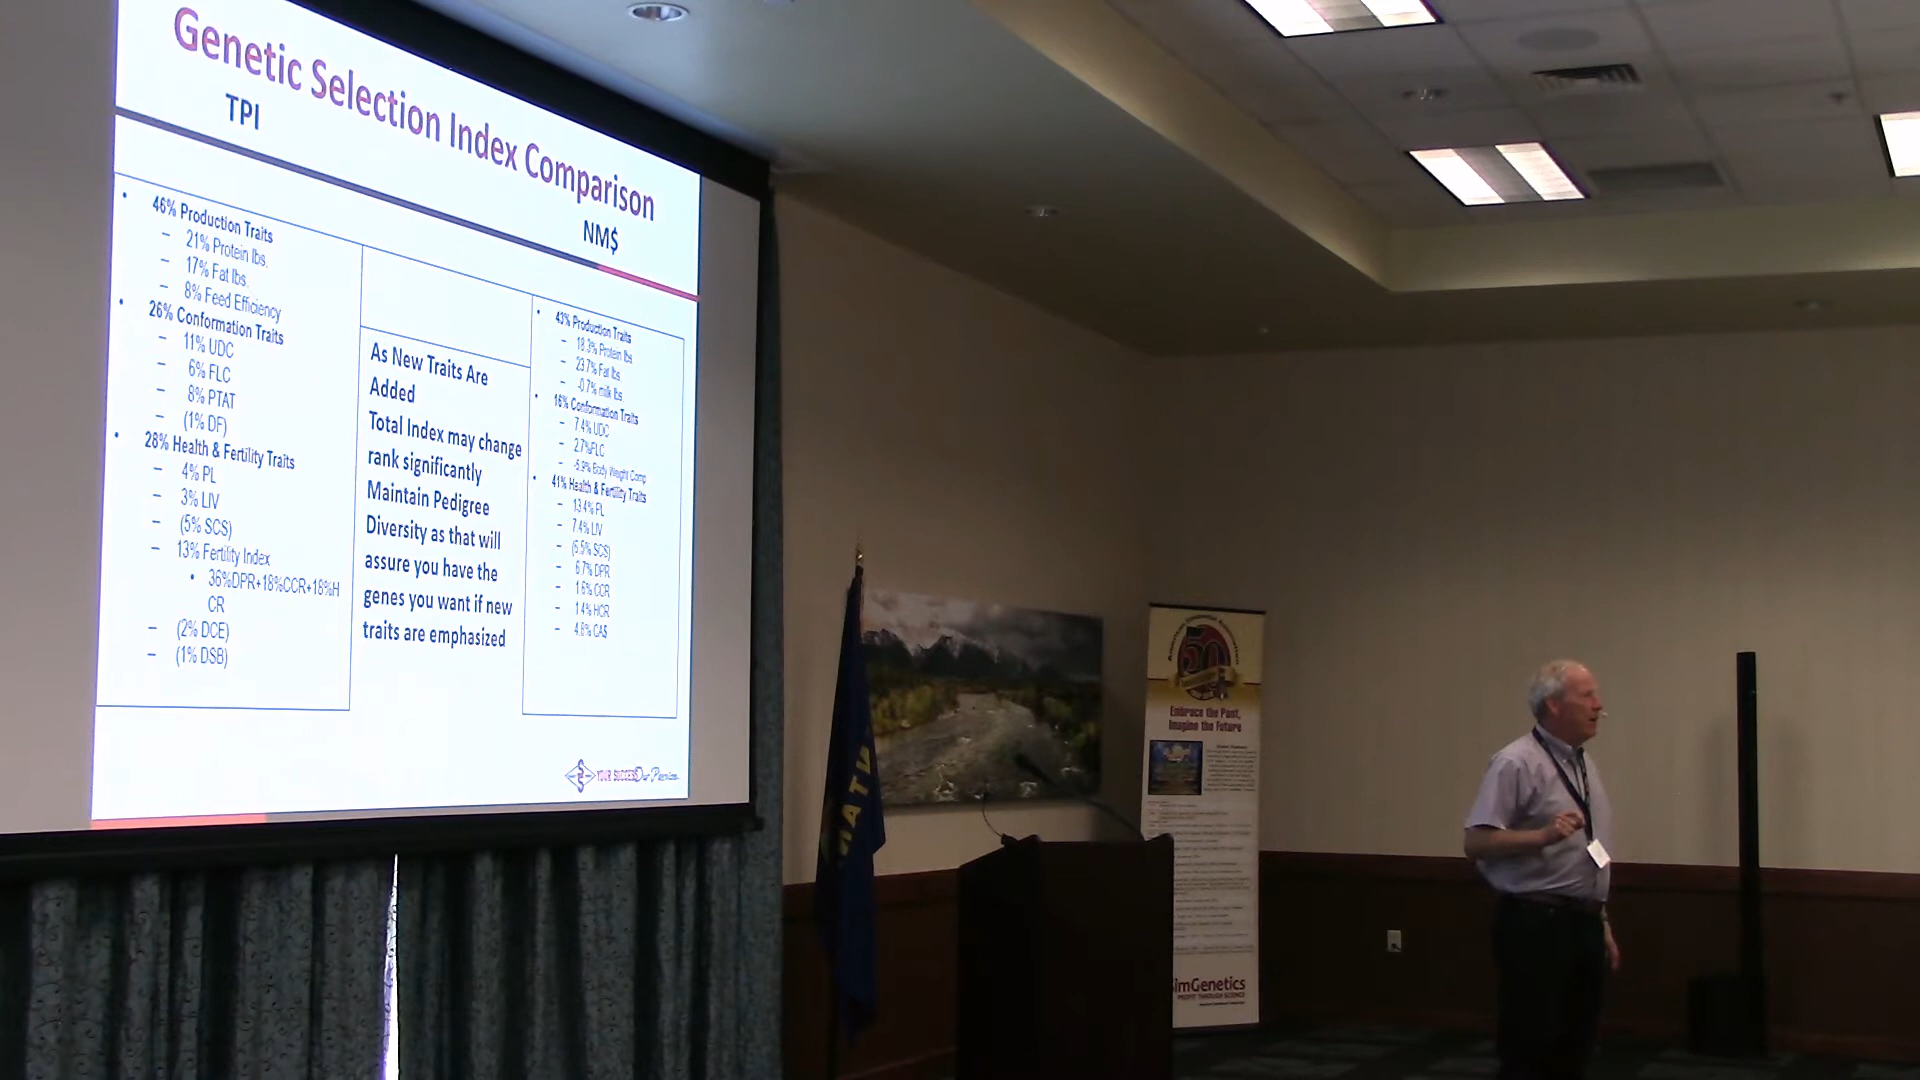 Genetic Selection Index Comparison
TPI
NM$
• 46% Production Traits
– 21% Protein lbs.
– 17% Fat lbs.
– 8% Feed Efficiency
• 26% Conformation Traits
– 11% UDC
– 6% FLC
– 8% PTAT
– (1% DF)
• 28% Health & Fertility Traits
– 4% PL
– 3% LIV
– (5% SCS)
– 13% Fertility Index
• 36%DPR+18%CCR+18%H
CR
– (2% DCE)
– (1% DSB)
As New Traits Are
Added
Total Index may change
rank significantly
Maintain Pedigree
Diversity as that will
assure you have the
genes you want if new
traits are emphasized
• 43% Production Traits
– 18.3% Protein lbs
– 23.7% Fat lbs
– -0.7% milk lbs
• 16% Conformation Traits
– 7.4% UDC
– 2.7%FLC
– -5.9% Body Weight Comp
• 41% Health & Fertility Traits
– 13.4% PL
– 7.4% LIV
– (6.5% SCS)
– 6.7% DPR
– 1.6% CCR
– 1.4% HCR
– 4.8% CA$
YOUR SUCCESS Our Passion.
50
Embrace the Past,
Imagine the Future
imGenetics
PROFIT THROUGH SCIENCE